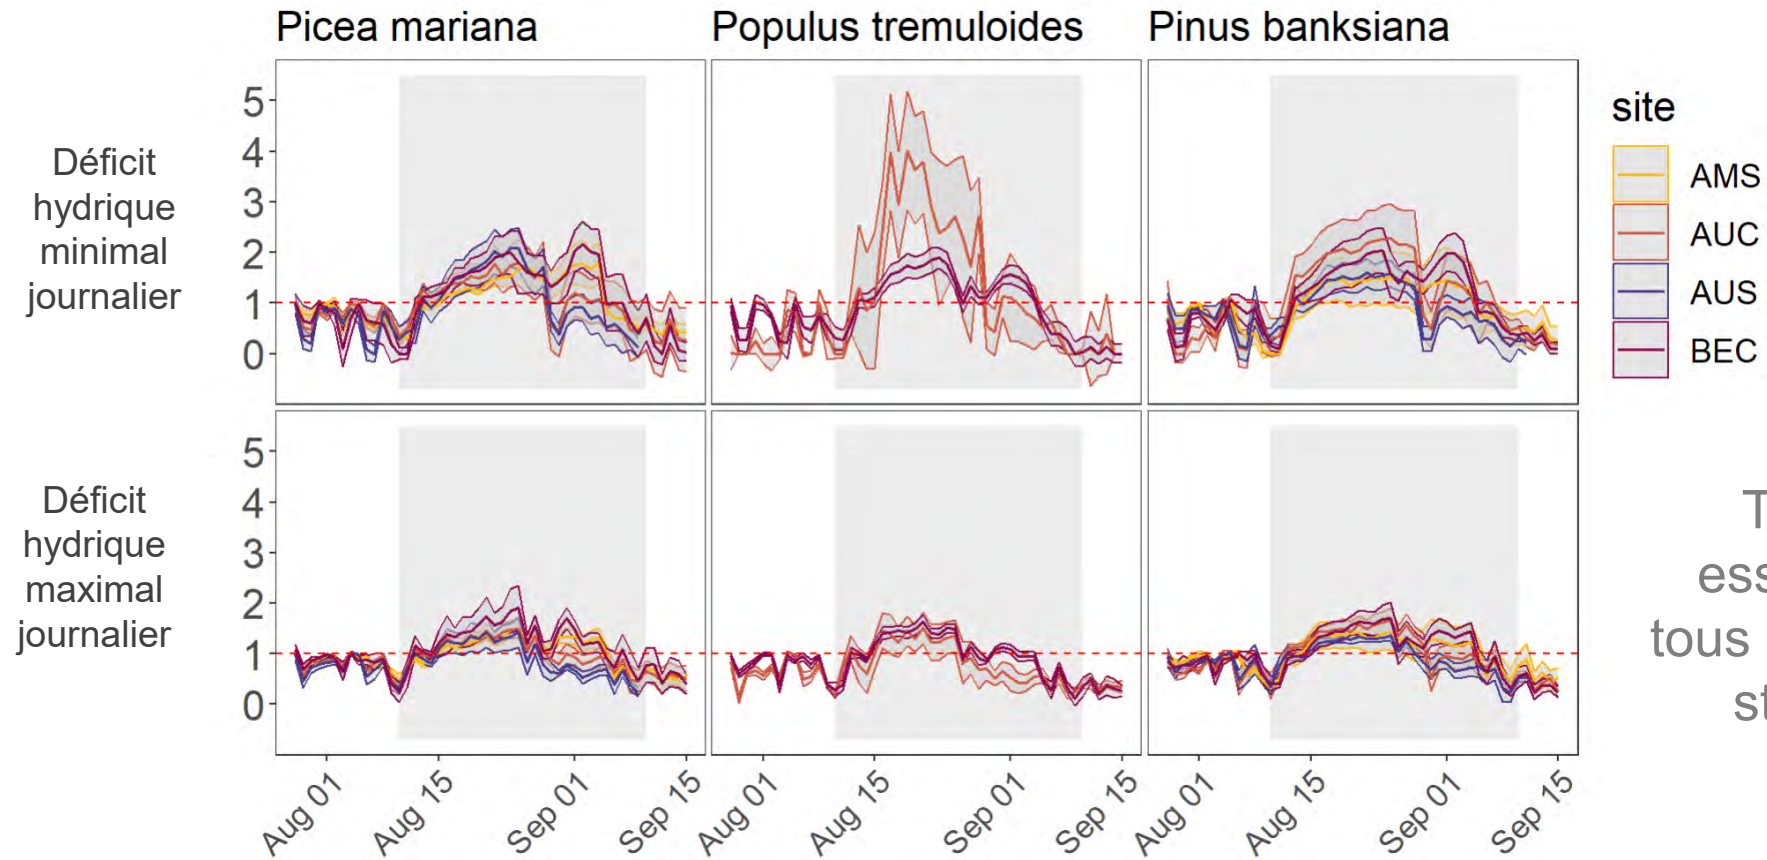 Picea mariana
Populus tremuloides
Pinus banksiana
Déficit
hydrique
minimal
journalier
5
4
3
2
1
0
site
AMS
AUC
AUS
BEC
Déficit
hydrique
maximal
journalier
5
4
3
2
1
0
Aug 01
Aug 15
Sep 01
Sep 15
Aug 01
Aug 15
Sep 01
Sep 15
Aug 01
Aug 15
Sep 01
Sep 15
T
ess
tous
st